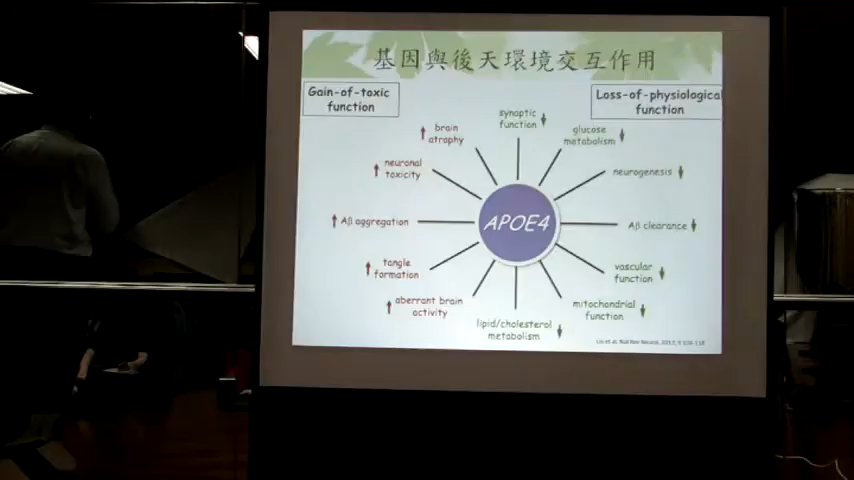 基因與後天環境交互作用
Gain-of-toxic
function
Loss-of-physiological
function
synaptic
function
brain
atrophy
glucose
metabolism
neuronal
toxicity
neurogenesis
Aβ aggregation
APOE4
Aβ clearance
tangle
formation
vascular
function
aberrant brain
activity
mitochondrial
function
lipid/cholesterol
metabolism